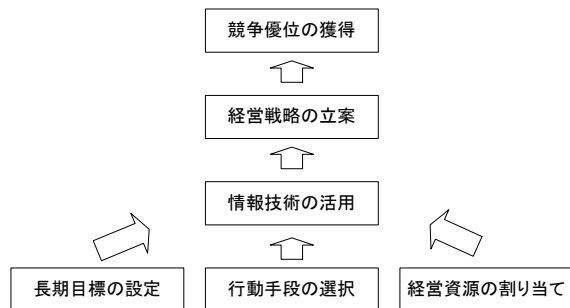 競争優位の獲得
経営戦略の立案
情報技術の活用
長期目標の設定
行動手段の選択
経営資源の割り当て